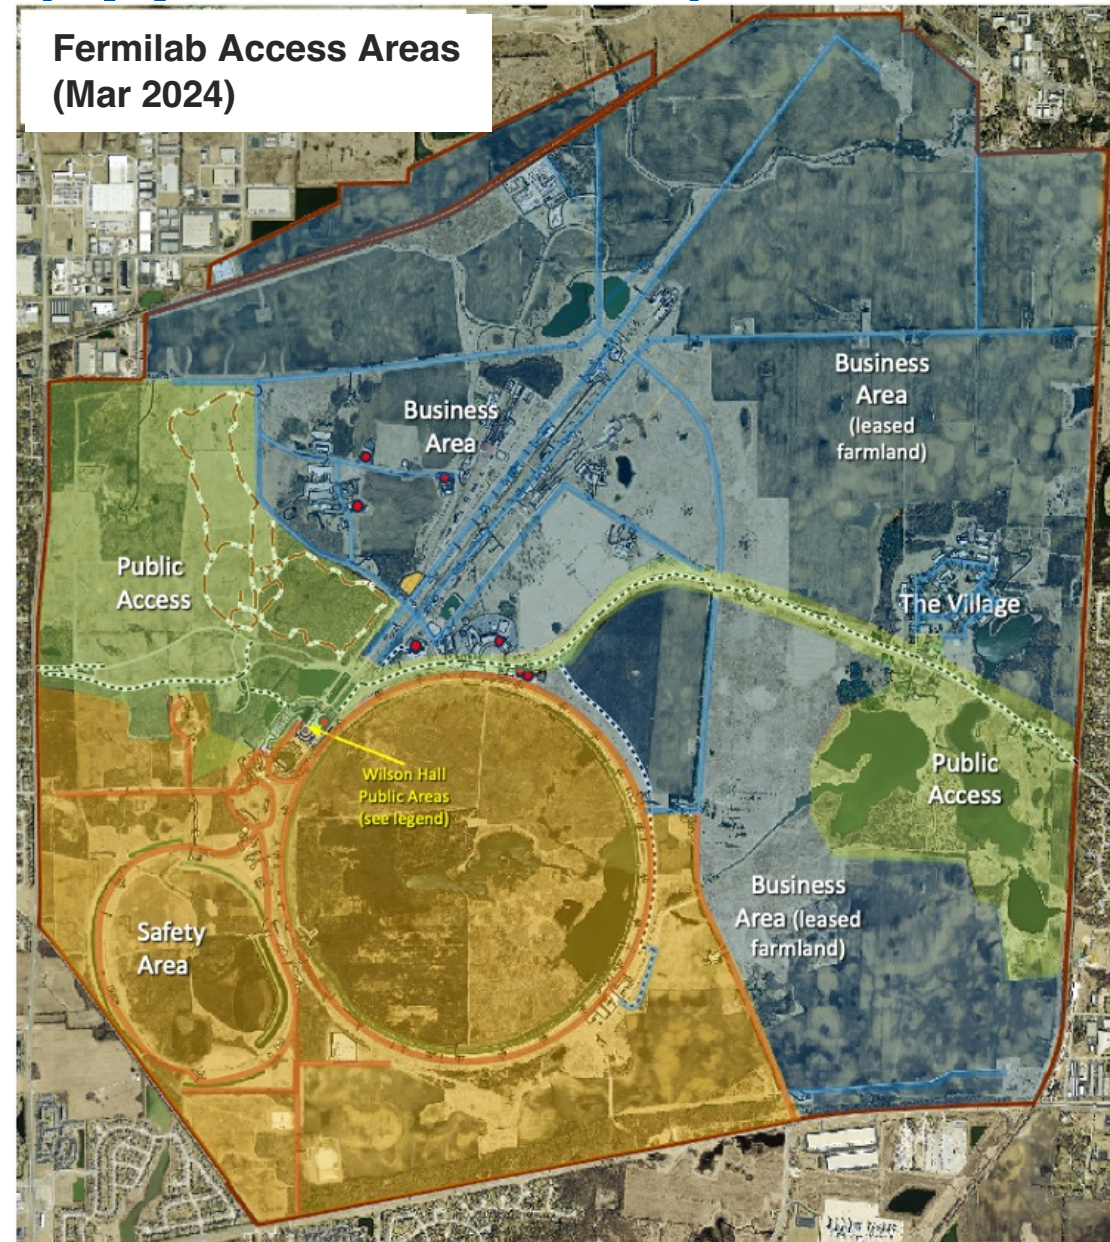 Fermilab Access Areas
(Mar 2024)
Business
Area
(leased
farmland)
Business
Area
Public
Access
The Village
Wilson Hall
Public Areas
(see legend)
Public
Access
Business
Area (leased
farmland)
Safety
Area